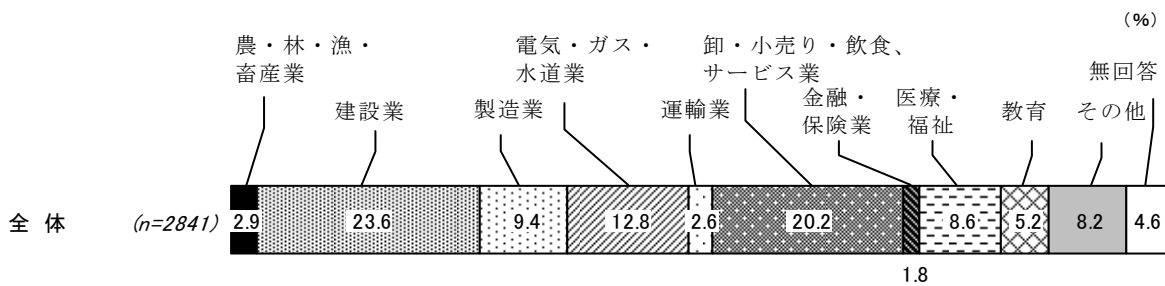 (%)
農・林・漁・
畜産業
建設業
製造業
電気・ガス・
水道業
運輸業
卸・小売り・飲食、
サービス業
金融・
保険業
医療・
福祉
教育
その他
無回答
全 体 (n=2841) 2.9 23.6 9.4 12.8 2.6 20.2 8.6 5.2 8.2 4.6
1.8